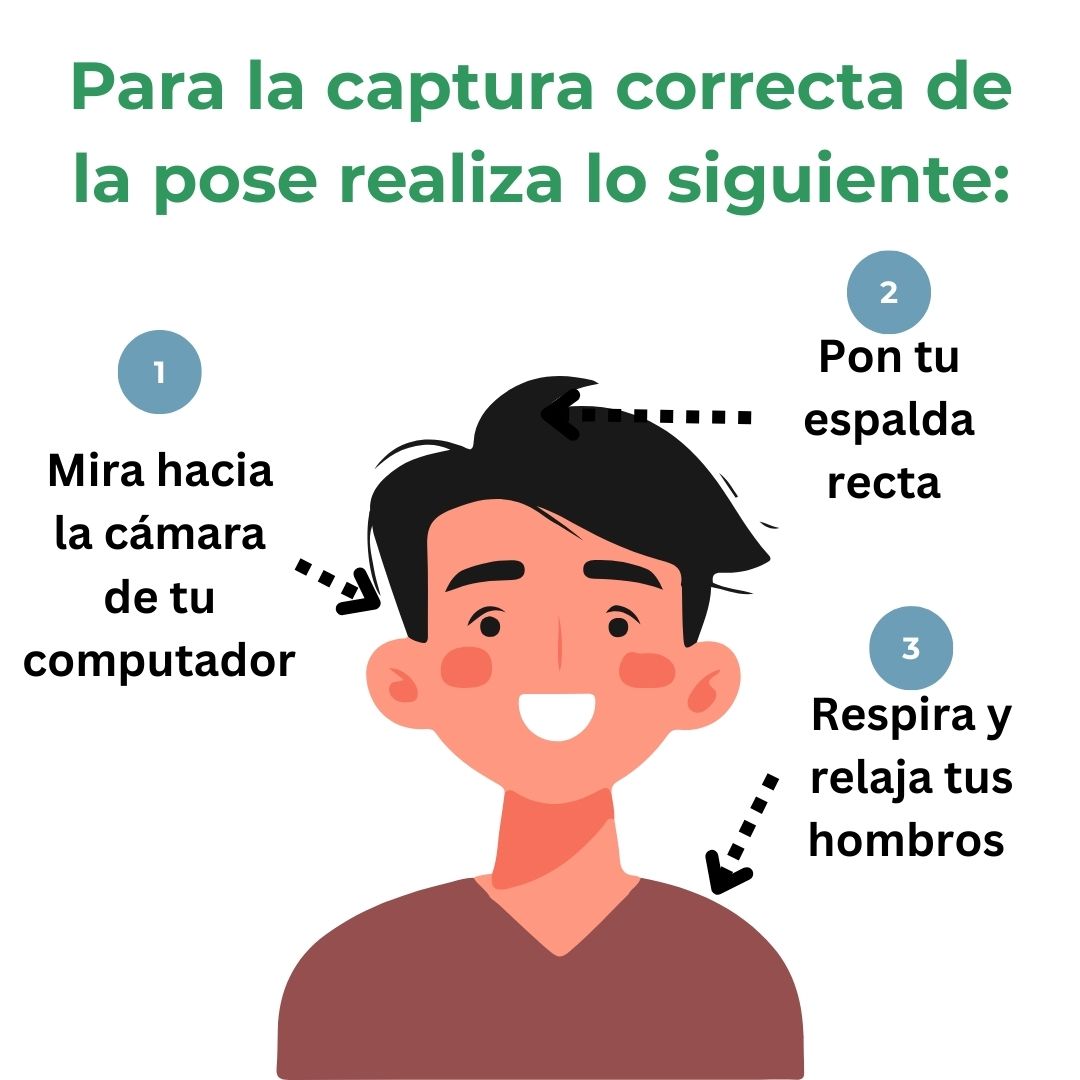 Para la captura correcta de
la pose realiza lo siguiente:
1
Mira hacia
la cámara
de tu
computador
2
Pon tu
espalda
recta
3
Respira y
relaja tus
hombros